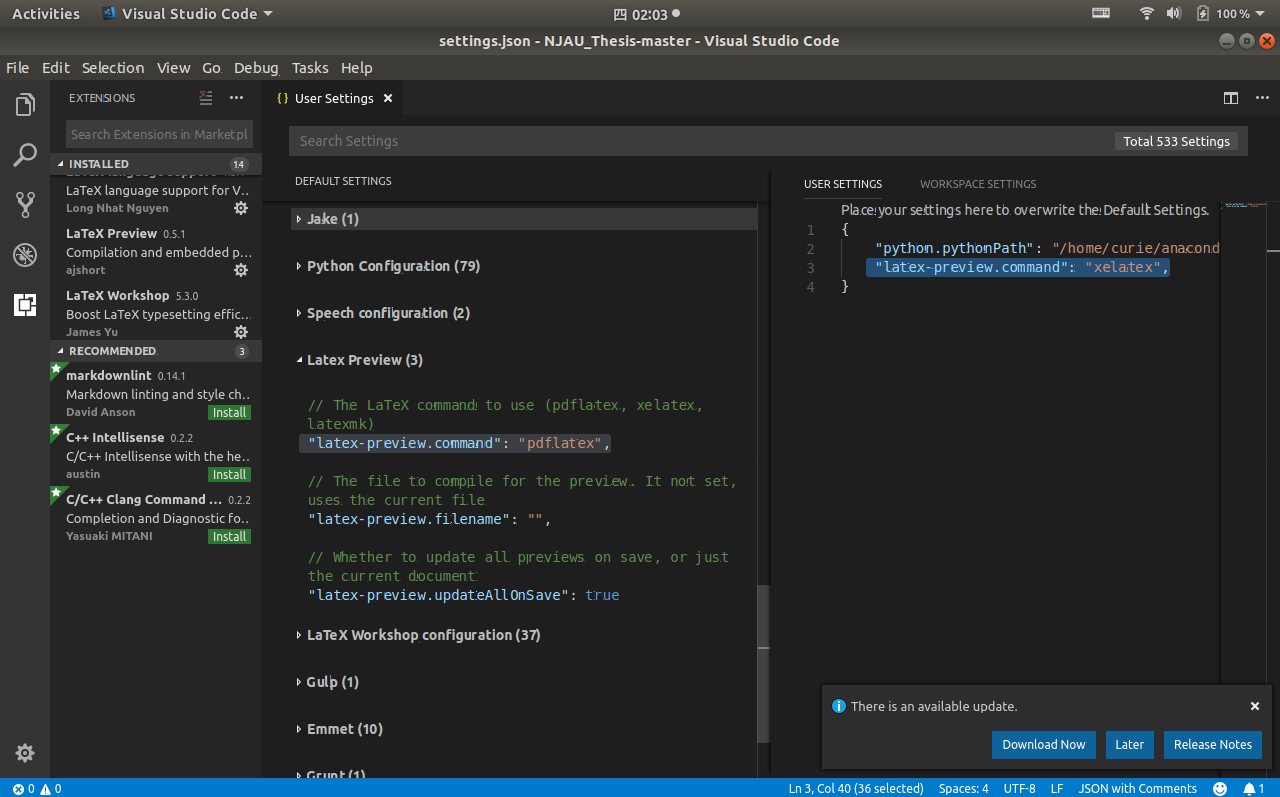 Activities Visual Studio Code 四 02:03 100%
settings.json - NJAU_Thesis-master - Visual Studio Code
File Edit Selection View Go Debug Tasks Help
EXTENSIONS
Search Extensions in Marketpl
INSTALLED 14
LaTeX language support for V...
Long Nhat Nguyen
LaTeX Preview 0.5.1
Compilation and embedded p...
ajshort
LaTeX Workshop 5.3.0
Boost LaTeX typesetting effic...
James Yu
RECOMMENDED 3
markdownlint 0.14.1
Markdown linting and style ch...
David Anson Install
C++ Intellisense 0.2.2
C/C++ Intellisense with the he...
austin Install
C/C++ Clang Command ... 0.2.2
Completion and Diagnostic fo...
Yasuaki MITANI Install
{} User Settings
Search Settings Total 533 Settings
DEFAULT SETTINGS
Jake (1)
Python Configuration (79)
Speech configuration (2)
Latex Preview (3)
// The LaTeX command to use (pdflatex, xelatex,
latexmk)
"latex-preview.command": "pdflatex",
// The file to compile for the preview. It not set,
uses the current file
"latex-preview.filename": "",
// Whether to update all previews on save, or just
the current document
"latex-preview.updateAllOnSave": true
LaTeX Workshop configuration (37)
Gulp (1)
Emmet (10)
Grunt (1)
USER SETTINGS WORKSPACE SETTINGS
Place your settings here to overwrite the Default Settings.
1 {
2 "python.pythonPath": "/home/curie/anacond
3 "latex-preview.command": "xelatex",
4 }
There is an available update.
Download Now Later Release Notes
0 0 Ln 3, Col 40 (36 selected) Spaces: 4 UTF-8 LF JSON with Comments 1